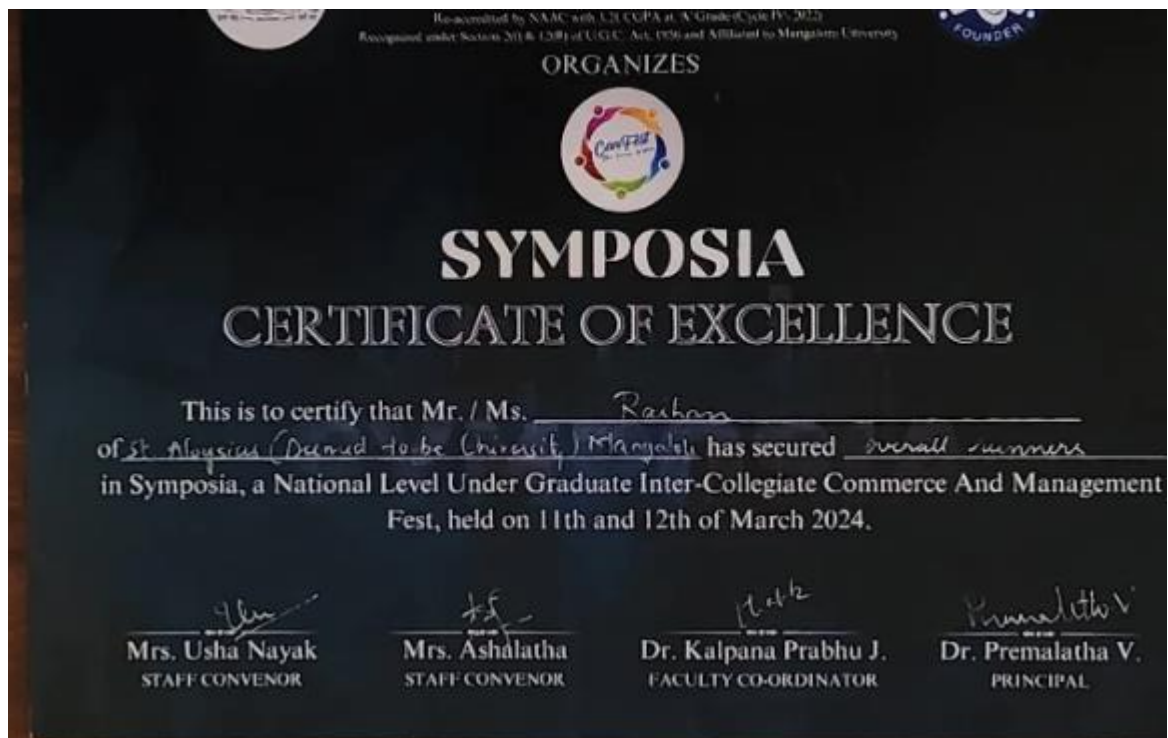 Re-accredited by NAAC with 3.21 CGPA at 'A' Grade (Cycle IV), 2022
Recognized under Section 2(f) & 12(B) of U.G.C. Act, 1956 and Affiliated to Mangalore University
FOUNDER
ORGANIZES
SYMPOSIA
CERTIFICATE OF EXCELLENCE
This is to certify that Mr. / Ms. Raihan
of St Aloysius (Deemed to be University) has secured overall runners
in Symposia, a National Level Under Graduate Inter-Collegiate Commerce And Management
Fest, held on 11th and 12th of March 2024.
Premalatha V
Mrs. Usha Nayak Mrs. Ashalatha Dr. Kalpana Prabhu J. Dr. Premalatha V.
STAFF CONVENOR STAFF CONVENOR FACULTY CO-ORDINATOR PRINCIPAL